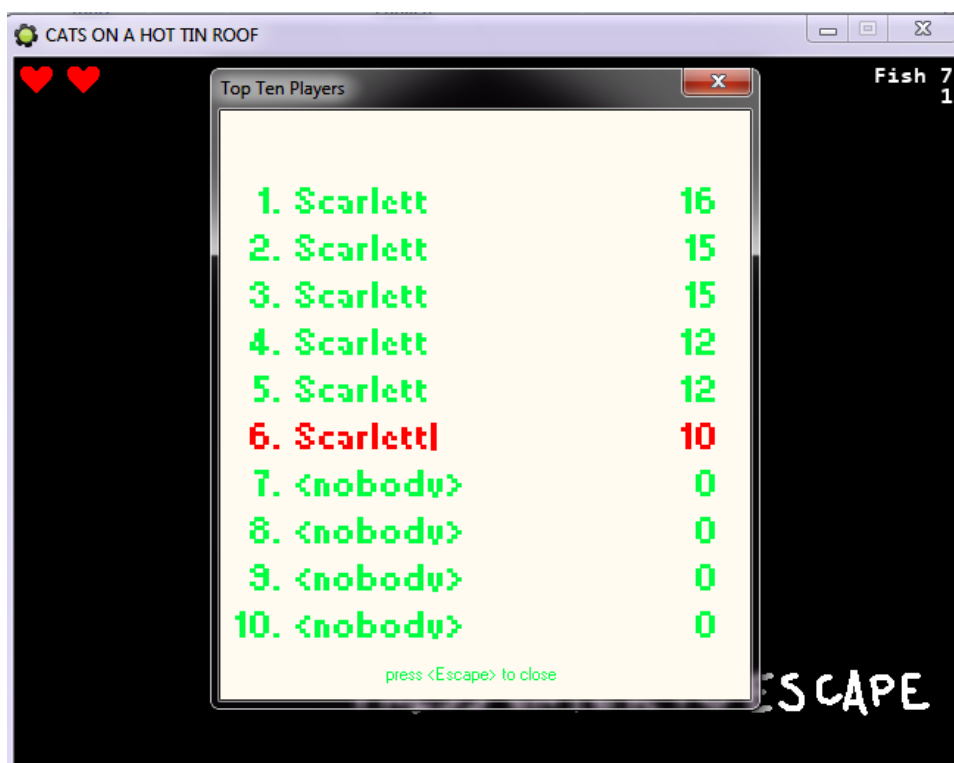 CATS ON A HOT TIN ROOF
Fish 7
1
Top Ten Players
1. Scarlett 16
2. Scarlett 15
3. Scarlett 15
4. Scarlett 12
5. Scarlett 12
6. Scarlett 10
7. <nobody> 0
8. <nobody> 0
9. <nobody> 0
10. <nobody> 0
press <Escape> to close
ESCAPE